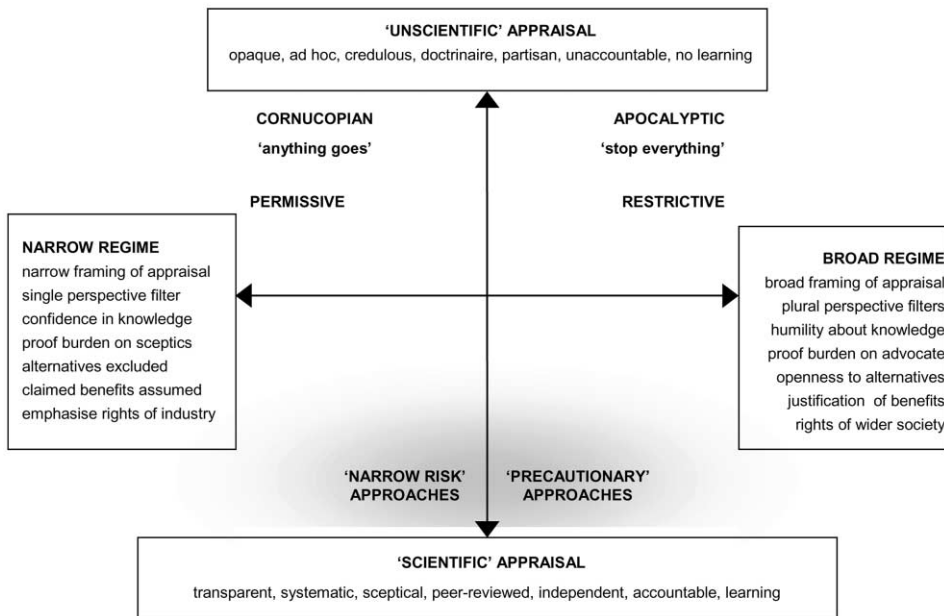 ‘UNSCIENTIFIC’ APPRAISAL
opaque, ad hoc, credulous, doctrinaire, partisan, unaccountable, no learning
CORNUCOPIAN
‘anything goes’
PERMISSIVE
APOCALYPTIC
‘stop everything’
RESTRICTIVE
NARROW REGIME
narrow framing of appraisal
single perspective filter
confidence in knowledge
proof burden on sceptics
alternatives excluded
claimed benefits assumed
emphasise rights of industry
BROAD REGIME
broad framing of appraisal
plural perspective filters
humility about knowledge
proof burden on advocate
openness to alternatives
justification of benefits
rights of wider society
‘NARROW RISK’
APPROACHES
‘PRECAUTIONARY’
APPROACHES
‘SCIENTIFIC’ APPRAISAL
transparent, systematic, sceptical, peer-reviewed, independent, accountable, learning